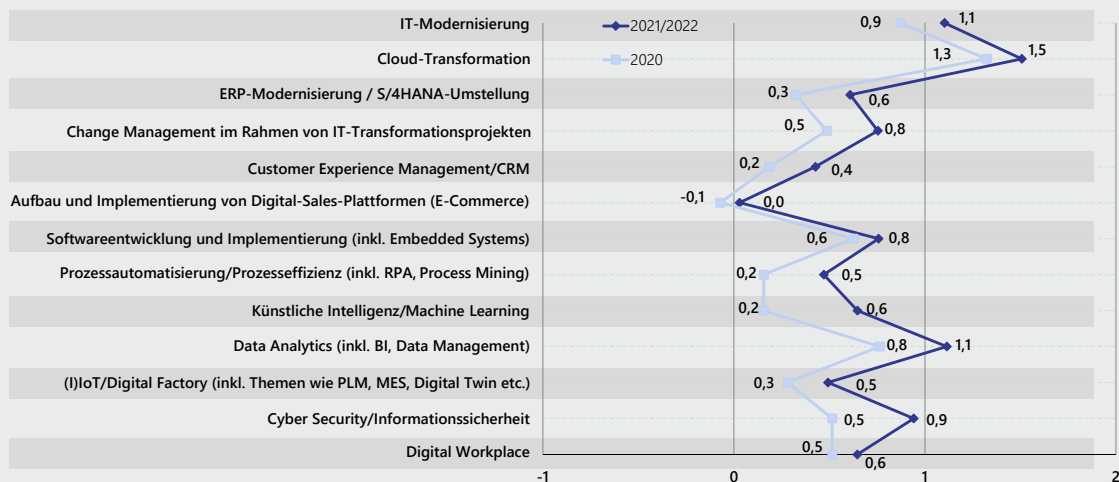 IT-Modernisierung 0,9 1,1
2021/2022
Cloud-Transformation 1,3 1,5
2020
ERP-Modernisierung / S/4HANA-Umstellung 0,3 0,6
Change Management im Rahmen von IT-Transformationsprojekten 0,5 0,8
Customer Experience Management/CRM 0,2 0,4
Aufbau und Implementierung von Digital-Sales-Plattformen (E-Commerce) -0,1 0,0
Softwareentwicklung und Implementierung (inkl. Embedded Systems) 0,6 0,8
Prozessautomatisierung/Prozesseffizienz (inkl. RPA, Process Mining) 0,2 0,5
Künstliche Intelligenz/Machine Learning 0,2 0,6
Data Analytics (inkl. BI, Data Management) 0,8 1,1
(I)IoT/Digital Factory (inkl. Themen wie PLM, MES, Digital Twin etc.) 0,3 0,5
Cyber Security/Informationssicherheit 0,5 0,9
Digital Workplace 0,5 0,6
-1 0 1 2